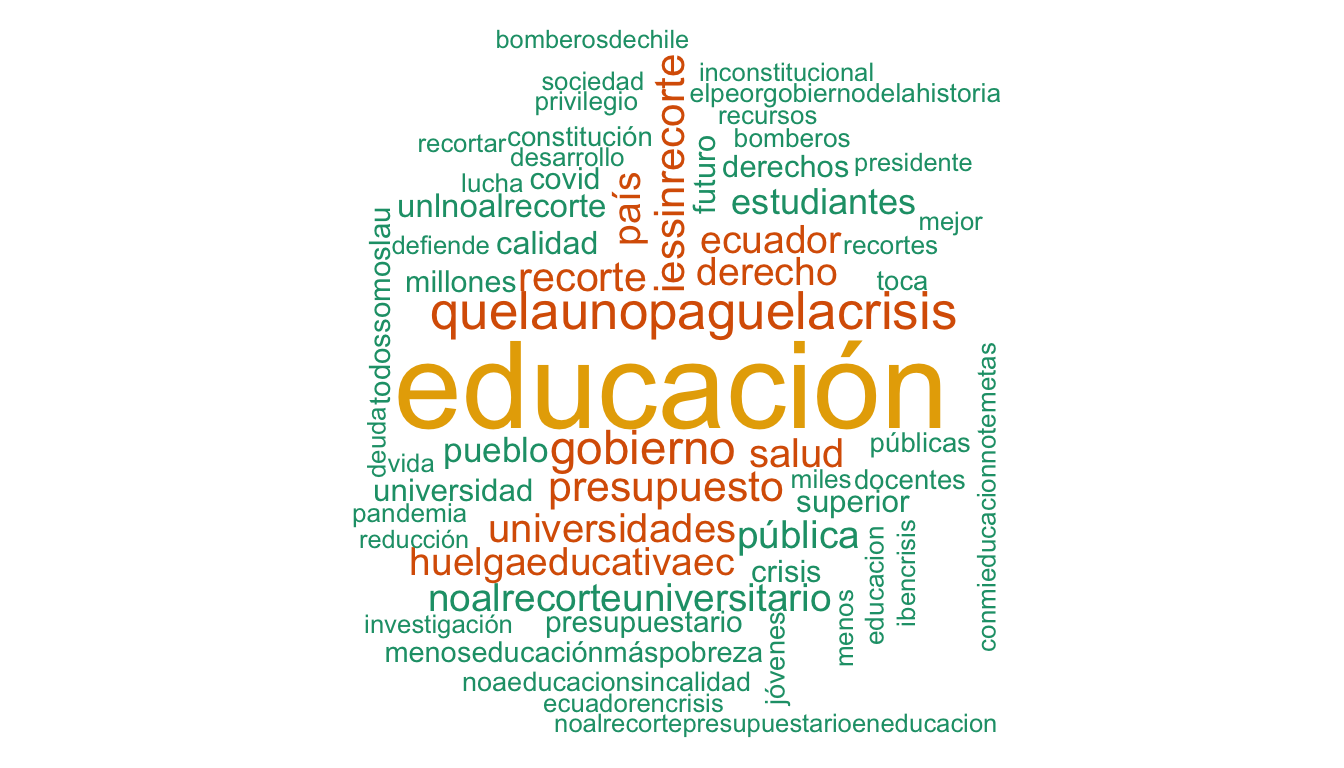 bomberosdechile
sociedad
inconstitucional
privilegio
elpeorgobiernodelahistoria
iessinrecorte
recursos
recortar
constitución
bomberos
desarrollo
futuro
derechos
presidente
lucha
covid
país
unlnoalrecorte
estudiantes
mejor
todossomoslau
defiende
calidad
ecuador
recortes
millones
recorte
derecho
toca
quelaunopaguelacrisis
educación
conmieducacionnotemetas
deuda
vida
pueblo
gobierno
salud
públicas
universidad
presupuesto
miles
docentes
superior
pandemia
reducción
universidades
pública
huelgaeducativaec
crisis
educacion
ibencrisis
noalrecorteuniversitario
menos
investigación
presupuestario
jóvenes
menoseducaciónmáspobreza
noaeducacionsincalidad
ecuadorencrisis
noalrecortepresupuestarioeneducacion